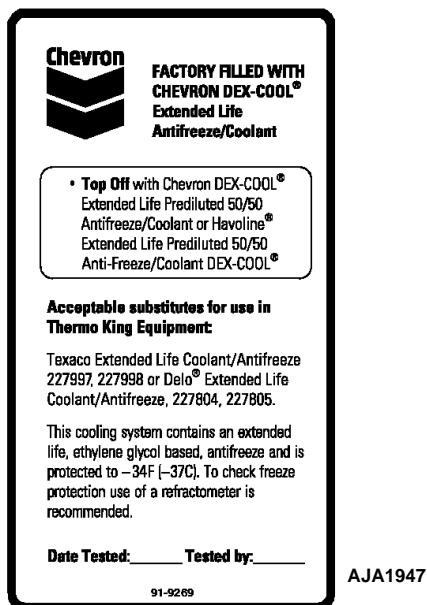 Chevron
FACTORY FILLED WITH
CHEVRON DEX-COOL®
Extended Life
Antifreeze/Coolant
• Top Off with Chevron DEX-COOL®
Extended Life Prediluted 50/50
Antifreeze/Coolant or Havoline®
Extended Life Prediluted 50/50
Anti-Freeze/Coolant DEX-COOL®
Acceptable substitutes for use in
Thermo King Equipment:
Texaco Extended Life Coolant/Antifreeze
227997, 227998 or Delo® Extended Life
Coolant/Antifreeze, 227804, 227805.
This cooling system contains an extended
life, ethylene glycol based, antifreeze and is
protected to –34F (–37C). To check freeze
protection use of a refractometer is
recommended.
Date Tested:______ Tested by:______
91-9269
AJA1947